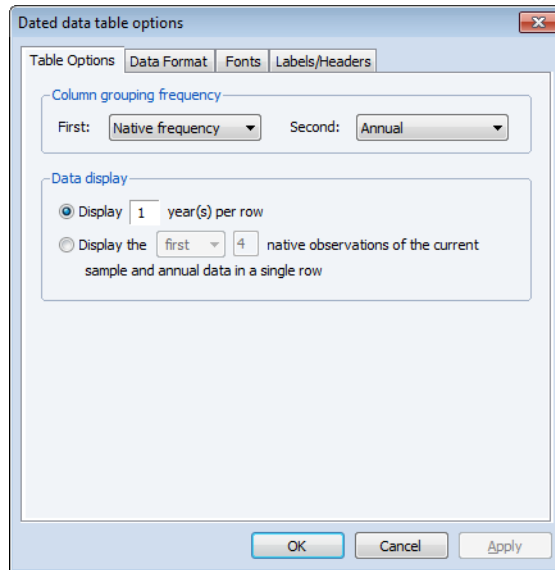 Dated data table options
Table Options Data Format Fonts Labels/Headers
Column grouping frequency
First: Native frequency Second: Annual
Data display
Display 1 year(s) per row
Display the first 4 native observations of the current
sample and annual data in a single row
OK Cancel Apply